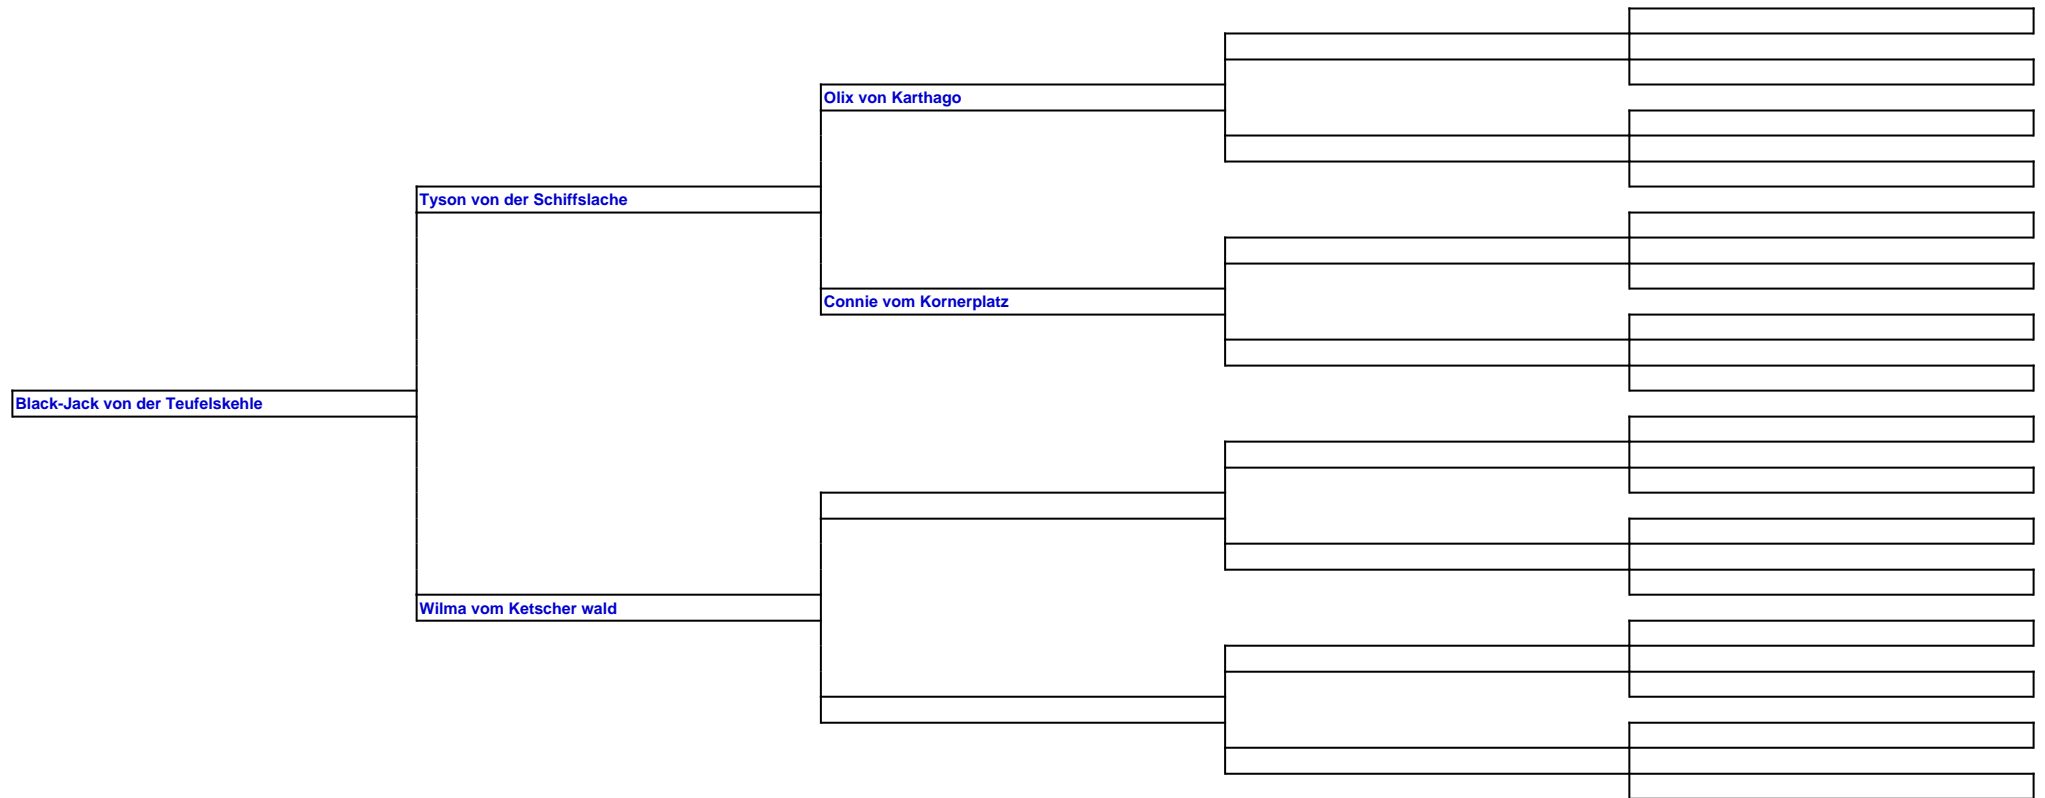 Olix von Karthago
Tyson von der Schiffslache
Connie vom Kornerplatz
Black-Jack von der Teufelskehle
Wilma vom Ketscher wald